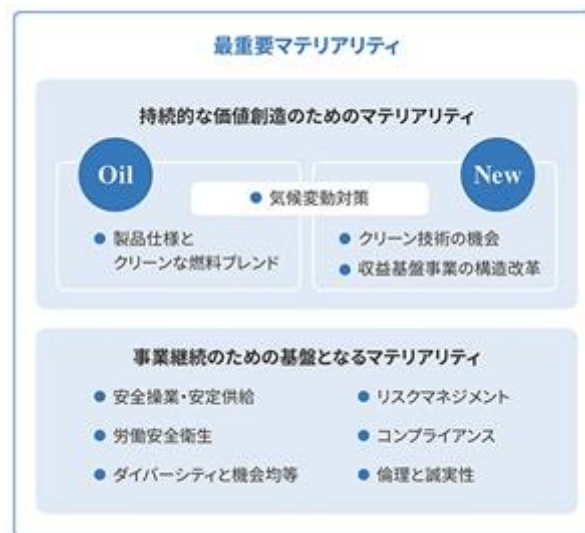 最重要マテリアリティ
持続的な価値創造のためのマテリアリティ
Oil
New
● 気候変動対策
● 製品仕様と
クリーンな燃料ブレンド
● クリーン技術の機会
● 収益基盤事業の構造改革
事業継続のための基盤となるマテリアリティ
● 安全操業・安定供給
● 労働安全衛生
● ダイバーシティと機会均等
● リスクマネジメント
● コンプライアンス
● 倫理と誠実性